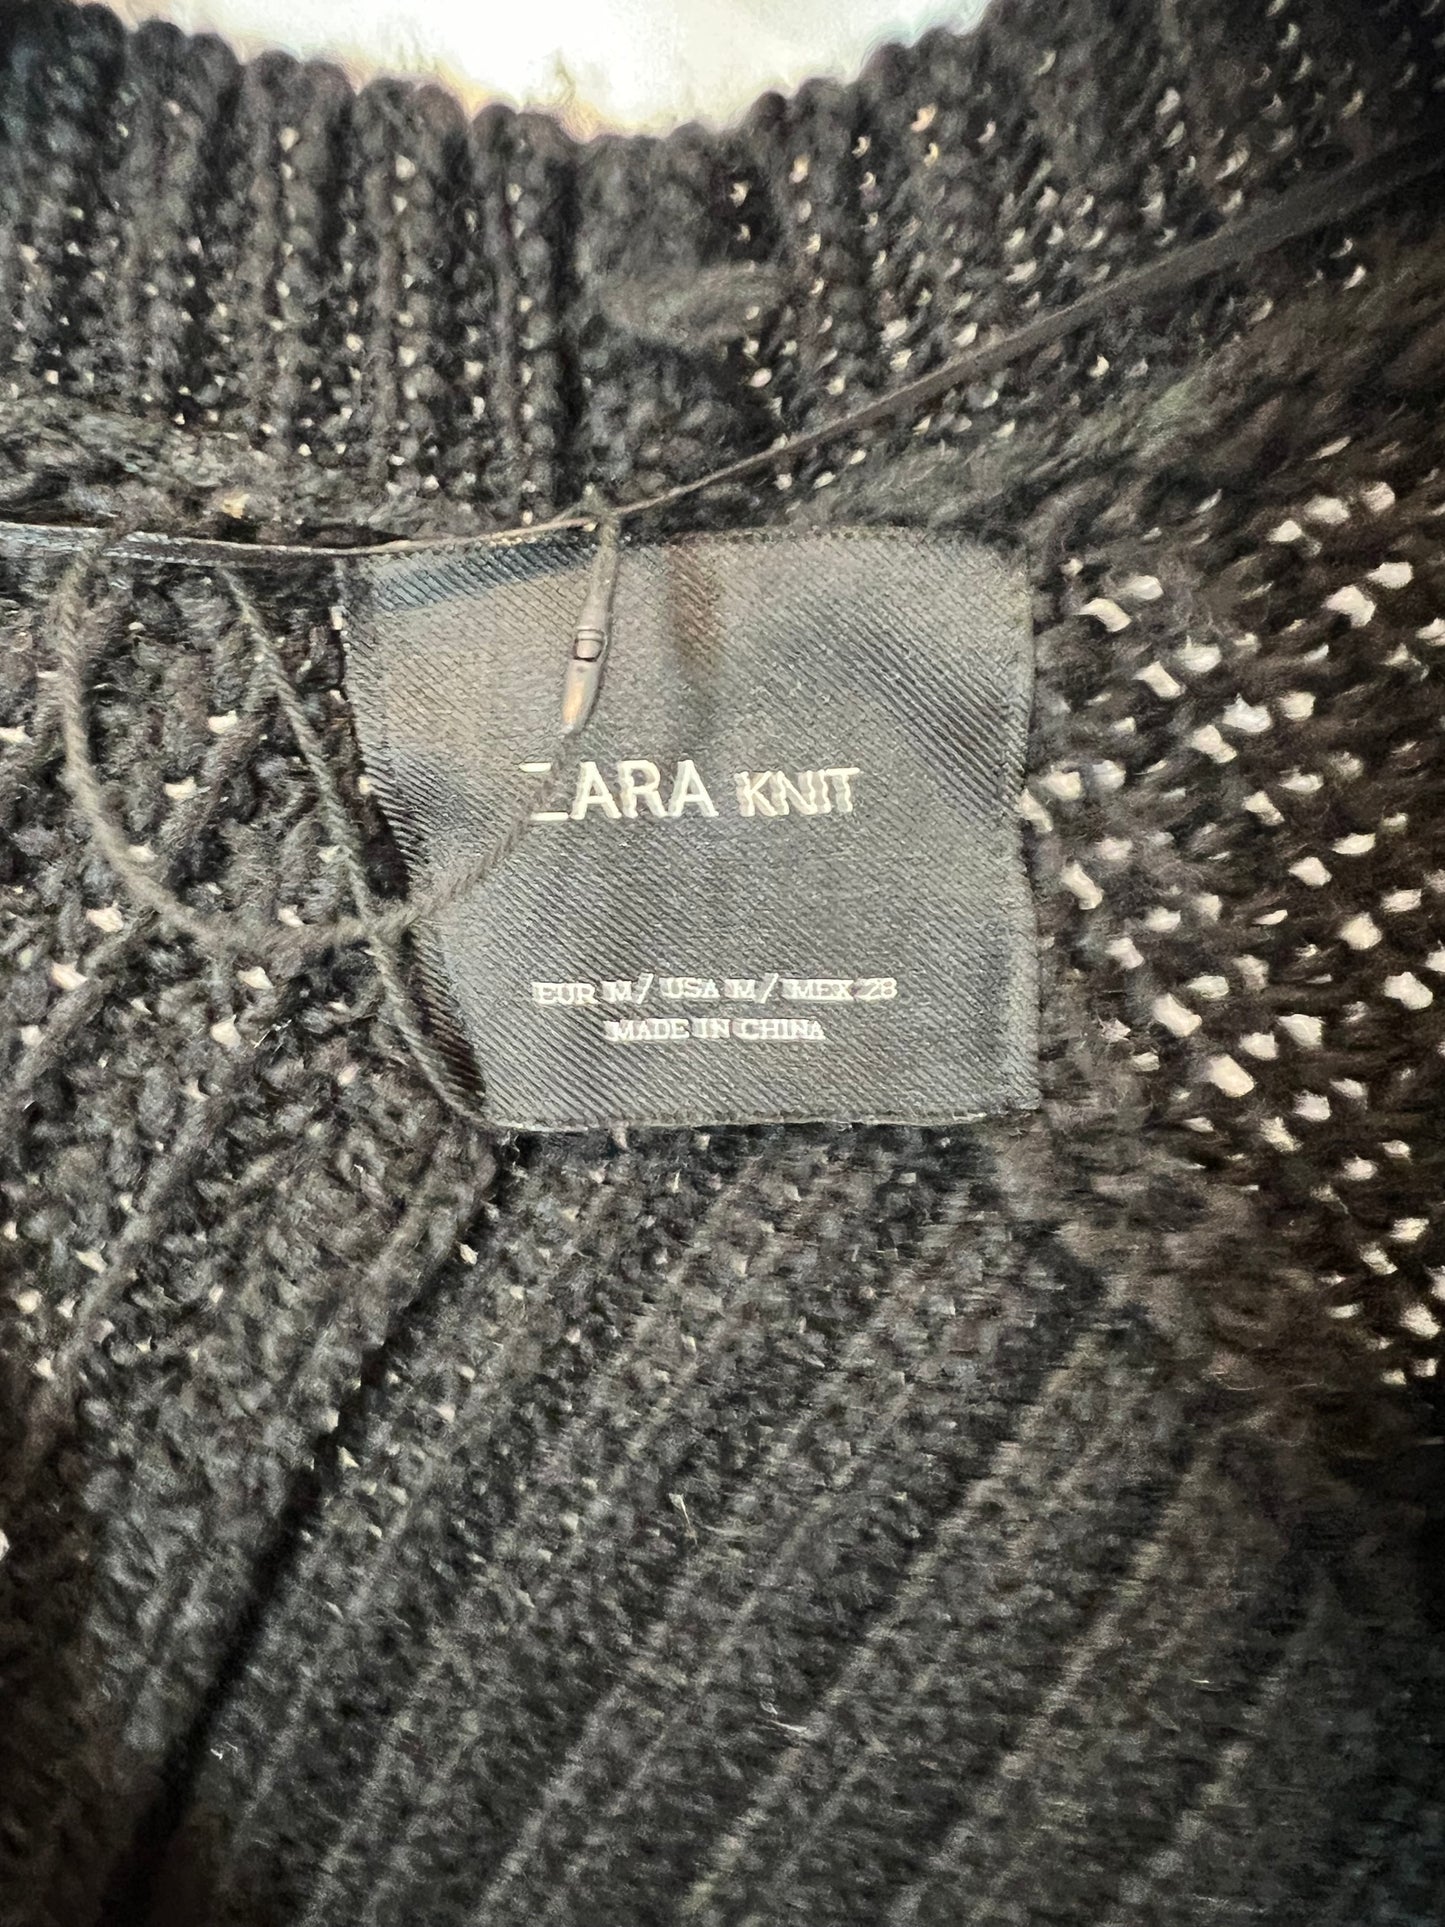 ZARA KNIT
EUR M / USA M / MEX 28
MADE IN CHINA